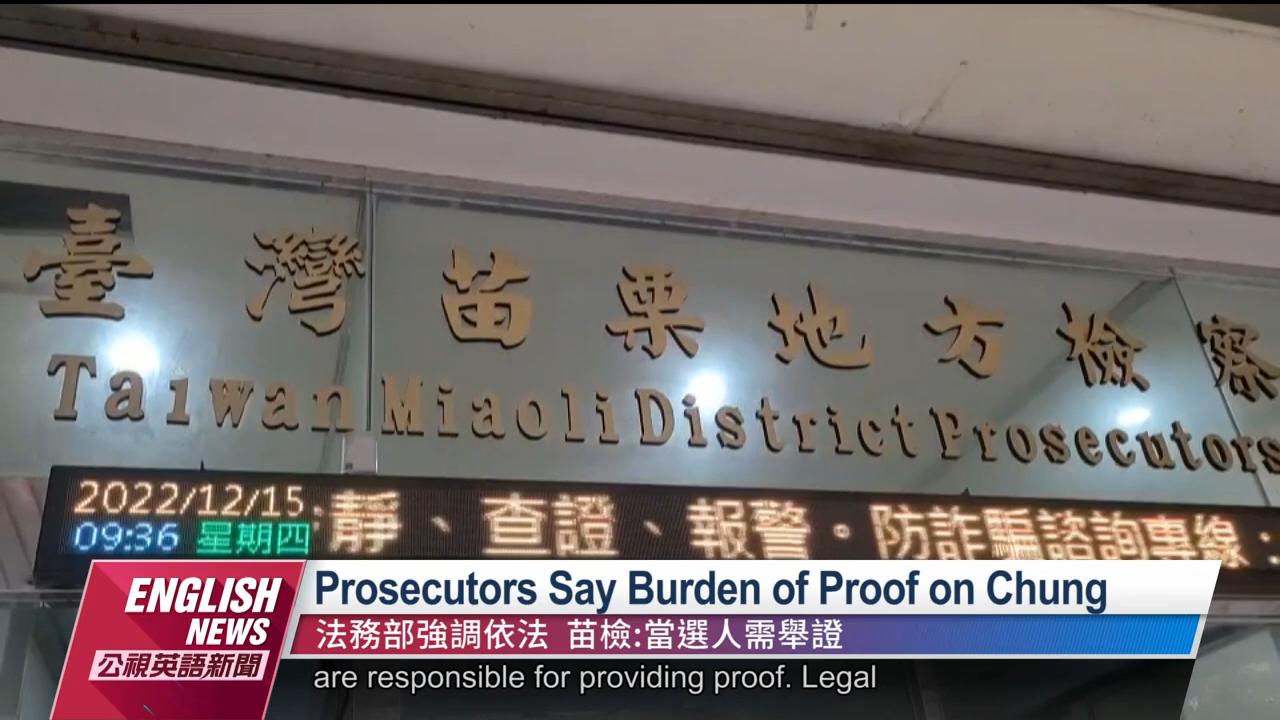 臺灣苗栗地方檢察
Taiwan Miaoli District Prosecutors
2022/12/15
09:36 星期四
靜、查證、報警。防詐騙諮詢專線:
ENGLISH NEWS
公視英語新聞
Prosecutors Say Burden of Proof on Chung
法務部強調依法 苗檢:當選人需舉證
are responsible for providing proof. Legal